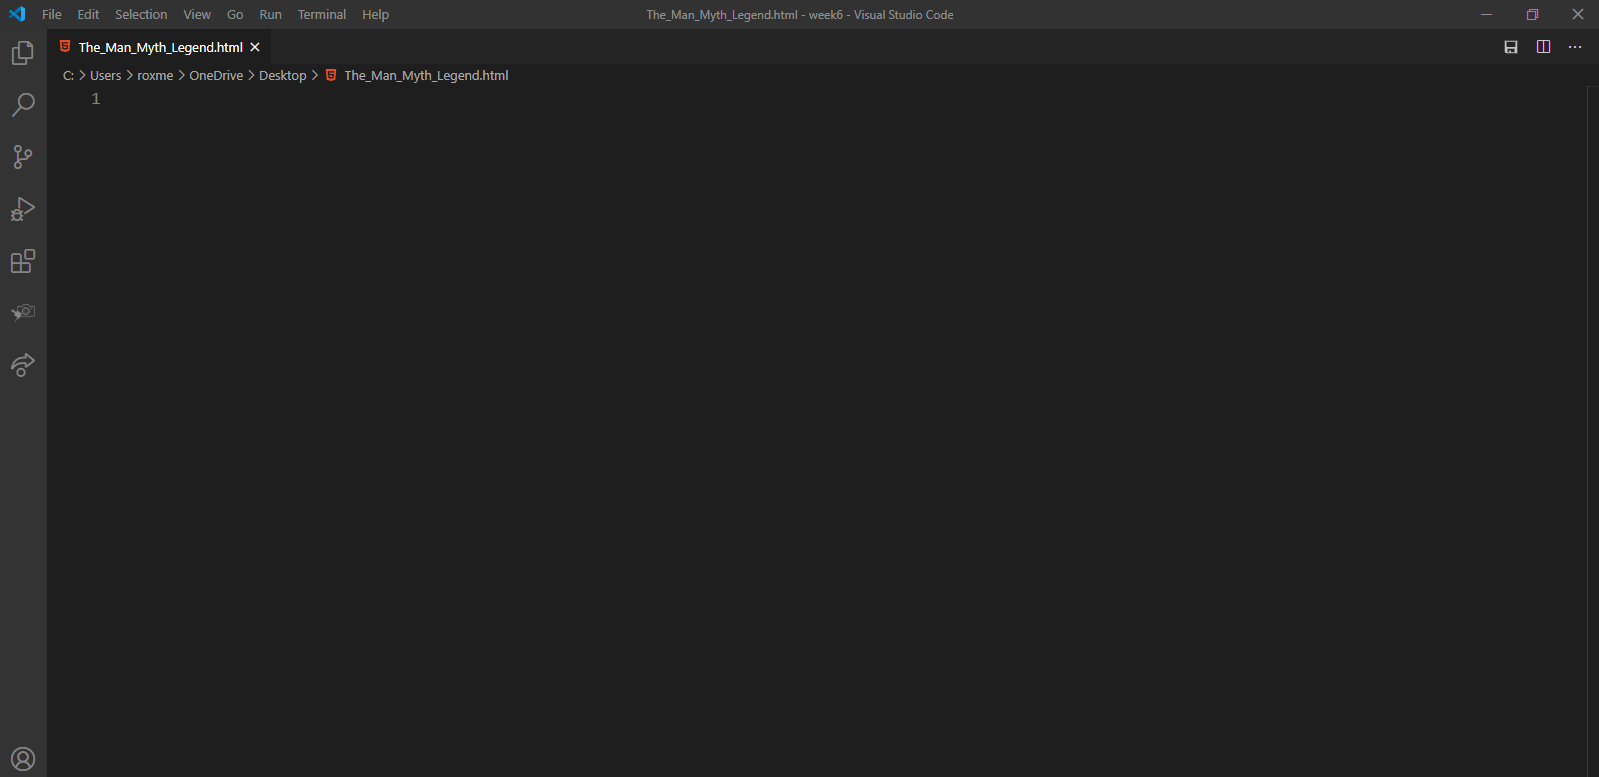 File Edit Selection View Go Run Terminal Help The_Man_Myth_Legend.html - week6 - Visual Studio Code
The_Man_Myth_Legend.html
C: > Users > roxme > OneDrive > Desktop > The_Man_Myth_Legend.html
1